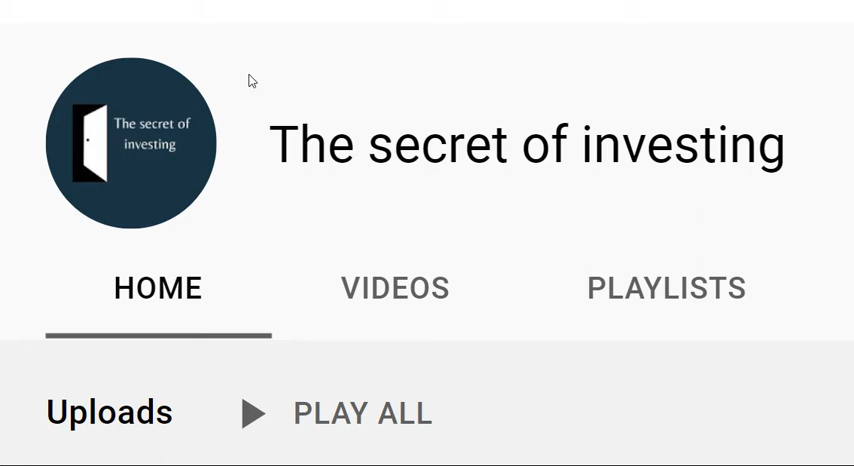 The secret of
investing
The secret of investing
HOME VIDEOS PLAYLISTS
Uploads PLAY ALL